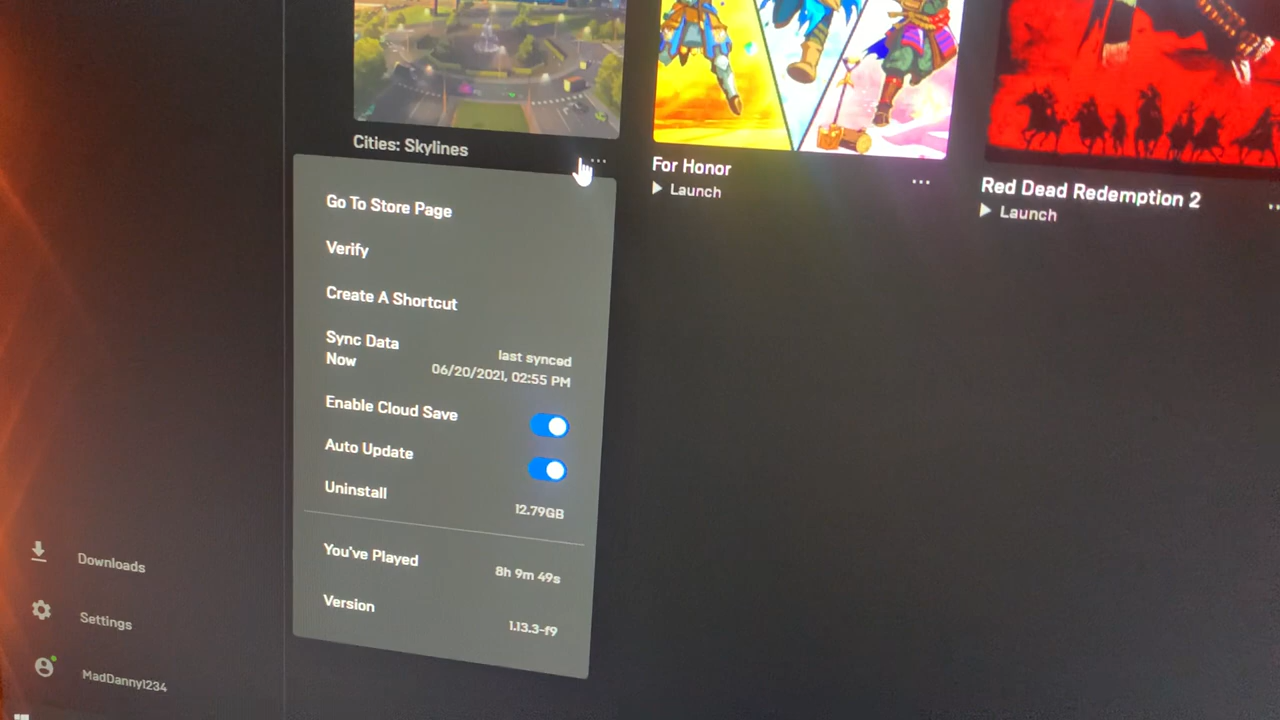 Cities: Skylines
For Honor
Launch
Red Dead Redemption 2
Launch
Go To Store Page
Verify
Create A Shortcut
Sync Data
Now
last synced
06/20/2021, 02:55 PM
Enable Cloud Save
Auto Update
Uninstall
12.79GB
You've Played
8h 9m 49s
Version
1.13.3-f9
Downloads
Settings
MadDanny1234